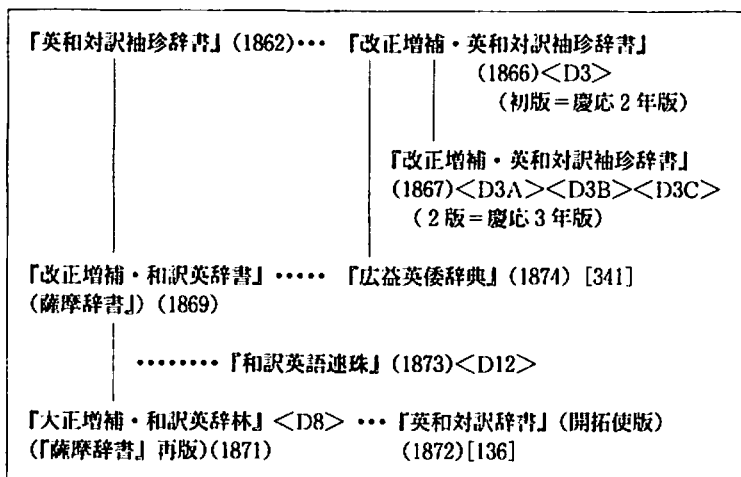 『英和対訳袖珍辞書』(1862)‥‥『改正増補・英和対訳袖珍辞書』
(1866)<D3>
(初版=慶応2年版)
『改正増補・英和対訳袖珍辞書』
(1867)<D3A><D3B><D3C>
(2版=慶応3年版)
『改正増補・和訳英辞書』‥‥‥『広益英倭辞典』(1874) [341]
(薩摩辞書』) (1869)
‥‥‥‥『和訳英語連珠』(1873)<D12>
『大正増補・和訳英辞林』<D8> …『英和対訳辞書』(開拓使版)
(『薩摩辞書』再版)(1871) (1872)[136]